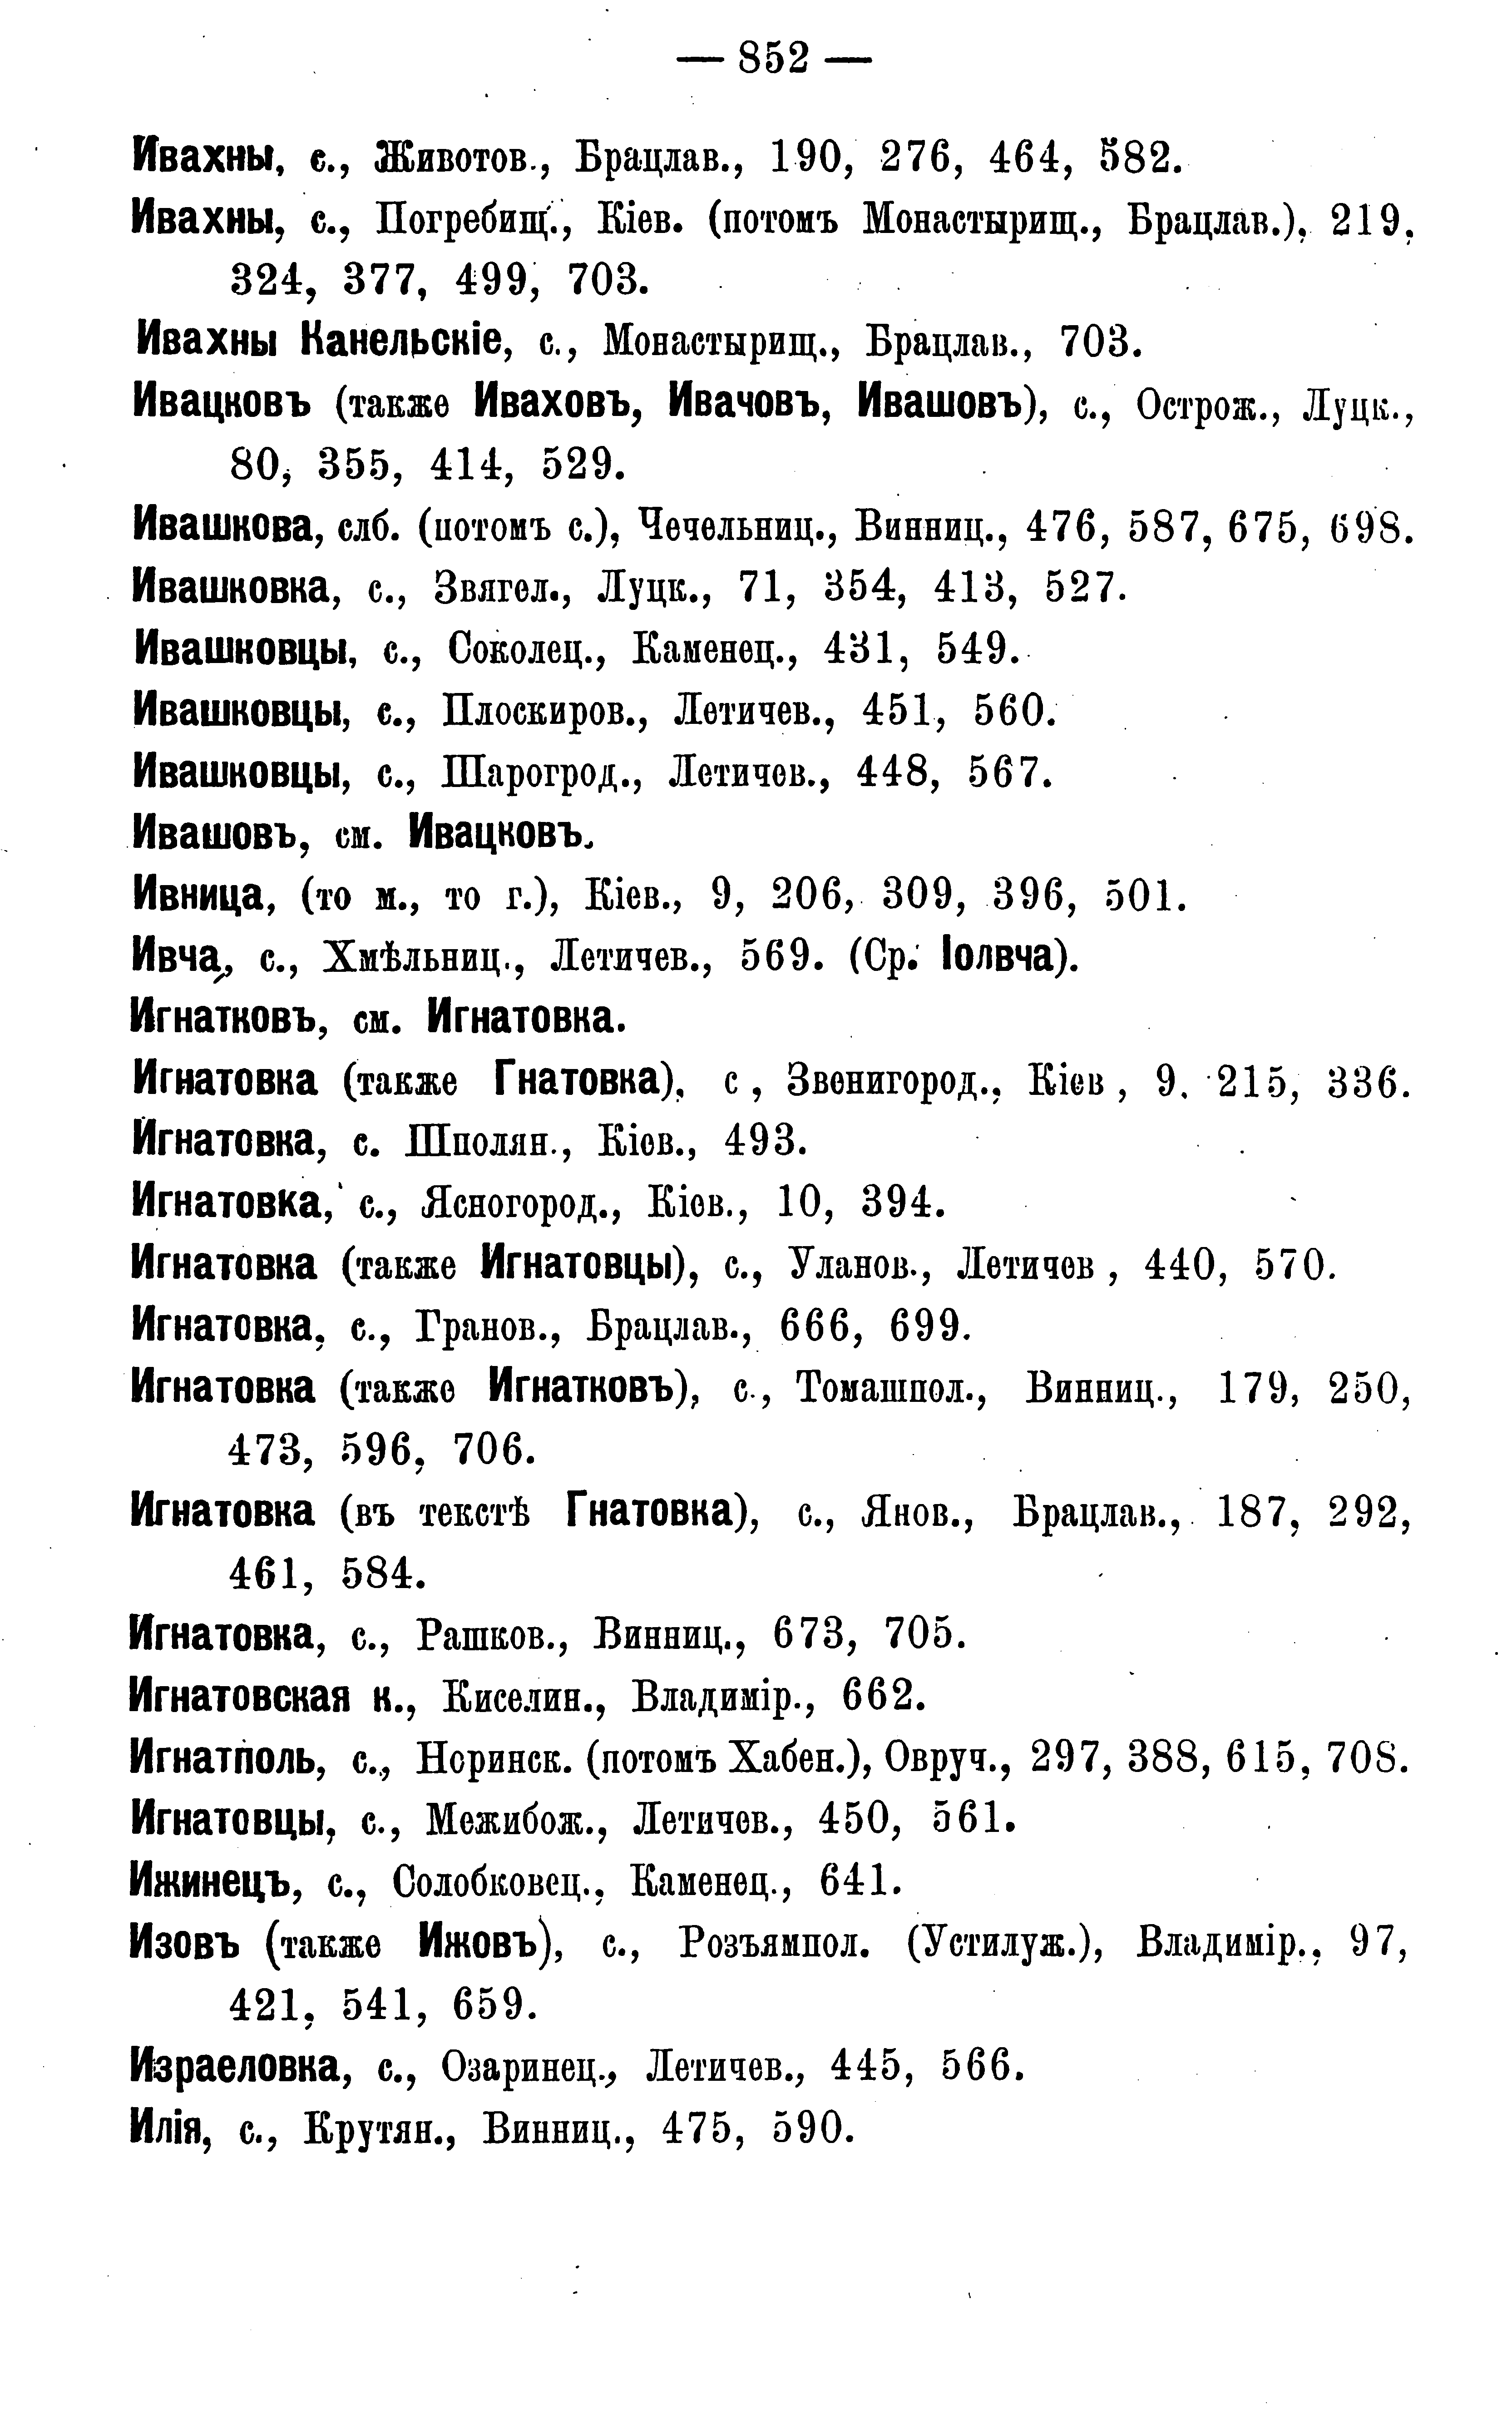 — 852 —
Ивахны, с., Животов., Брацлав., 190, 276, 464, 582.
Ивахны, с., Погребищ., Кіев. (потомъ Монастырищ., Брацлав.), 219,
324, 377, 499, 703.
Ивахны Канельскіе, с., Монастырищ., Брацлав., 703.
Ивацковъ (также Иваховъ, Ивачовъ, Ивашовъ), с., Острож., Луцк.,
80, 355, 414, 529.
Ивашкова, слб. (потомъ с.), Чечельниц., Винниц., 476, 587, 675, 698.
Ивашковка, с., Звягел., Луцк., 71, 354, 413, 527.
Ивашковцы, с., Соколец., Каменец., 431, 549.
Ивашковцы, с., Плоскиров., Летичев., 451, 560.
Ивашковцы, с., Шарогрод., Летичев., 448, 567.
Ивашовъ, см. Ивацковъ.
Ивница, (то м., то г.), Кіев., 9, 206, 309, 396, 501.
Ивча, с., Хмѣльниц., Летичев., 569. (Ср. Іолвча).
Игнатковъ, см. Игнатовка.
Игнатовка (также Гнатовка), с , Звенигород., Кіев , 9. 215, 336.
Игнатовка, с. Шполян., Кіев., 493.
Игнатовка, с., Ясногород., Кіев., 10, 394.
Игнатовка (также Игнатовцы), с., Уланов., Летичев , 440, 570.
Игнатовка, с., Гранов., Брацлав., 666, 699.
Игнатовка (также Игнатковъ), с., Томашпол., Винниц., 179, 250,
473, 596, 706.
Игнатовка (въ текстѣ Гнатовка), с., Янов., Брацлав., 187, 292,
461, 584.
Игнатовка, с., Рашков., Винниц., 673, 705.
Игнатовская к., Киселин., Владимір., 662.
Игнатполь, с., Норинск. (потомъ Хабен.), Овруч., 297, 388, 615, 708.
Игнатовцы, с., Межибож., Летичев., 450, 561.
Ижинецъ, с., Солобковец., Каменец., 641.
Изовъ (также Ижовъ), с., Розъямпол. (Устилуж.), Владимір., 97,
421, 541, 659.
Израеловка, с., Озаринец., Летичев., 445, 566.
Илія, с., Крутян., Винниц., 475, 590.